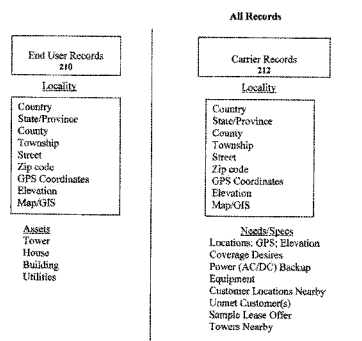 All Records
End User Records
210
Locality
Country
State/Province
County
Township
Street
Zip code
GPS Coordinates
Elevation
Map/GIS
Assets
Tower
House
Building
Utilities
Carrier Records
212
Locality
Country
State/Province
County
Township
Street
Zip code
GPS Coordinates
Elevation
Map/GIS
Needs/Specs
Locations; GPS; Elevation
Coverage Desires
Power (AC/DC) Backup
Equipment
Customer Locations Nearby
Unmet Customer(s)
Sample Lease Offer
Towers Nearby